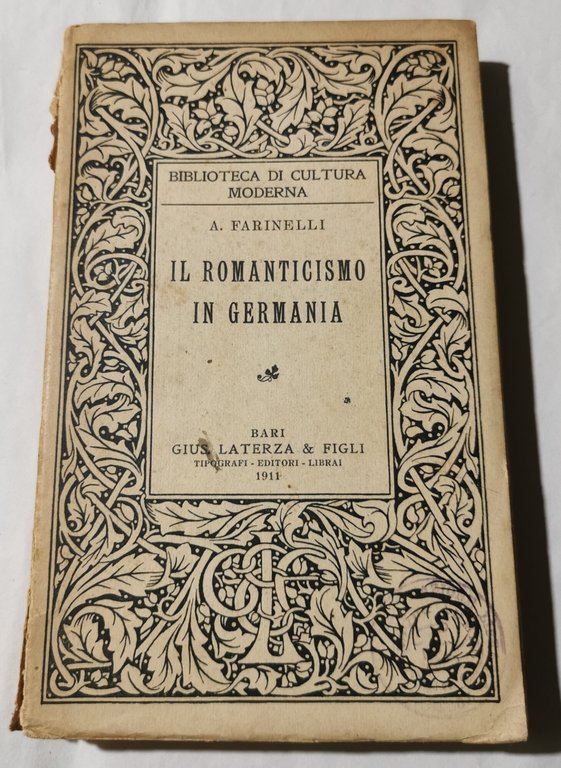 BIBLIOTECA DI CULTURA
MODERNA
A. FARINELLI
IL ROMANTICISMO
IN GERMANIA
BARI
GIUS. LATERZA & FIGLI
TIPOGRAFI - EDITORI - LIBRAI
1911